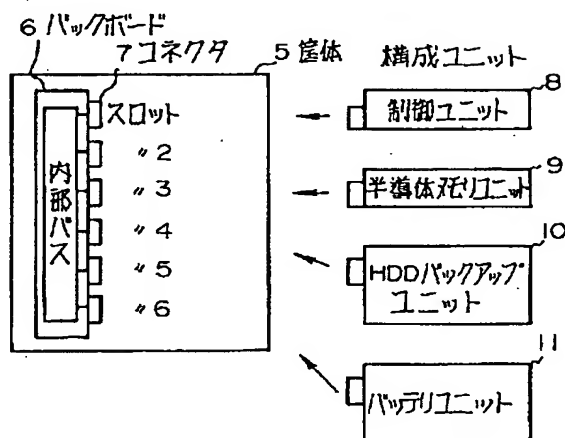 6 バックボード
7コネクタ
5 筐体
構成ユニット
スロット
〃2
〃3
〃4
〃5
〃6
内部バス
8
制御ユニット
9
半導体メモリユニット
10
HDDバックアップ
ユニット
11
バッテリユニット